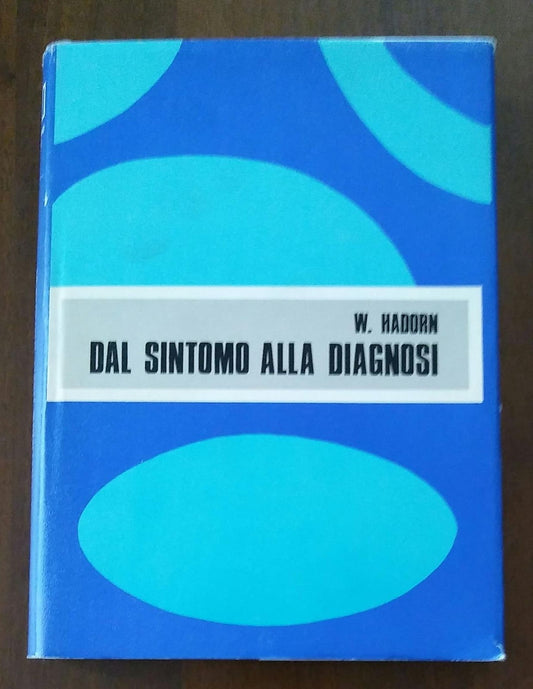 W. HADORN
DAL SINTOMO ALLA DIAGNOSI